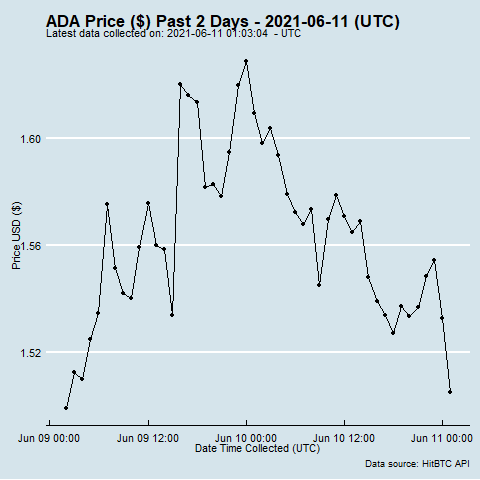 ADA Price ($) Past 2 Days - 2021-06-11 (UTC)
Latest data collected on: 2021-06-11 01:03:04 - UTC
1.60
1.56
1.52
Price USD ($)
Jun 09 00:00 Jun 09 12:00 Jun 10 00:00 Jun 10 12:00 Jun 11 00:00
Date Time Collected (UTC)
Data source: HitBTC API